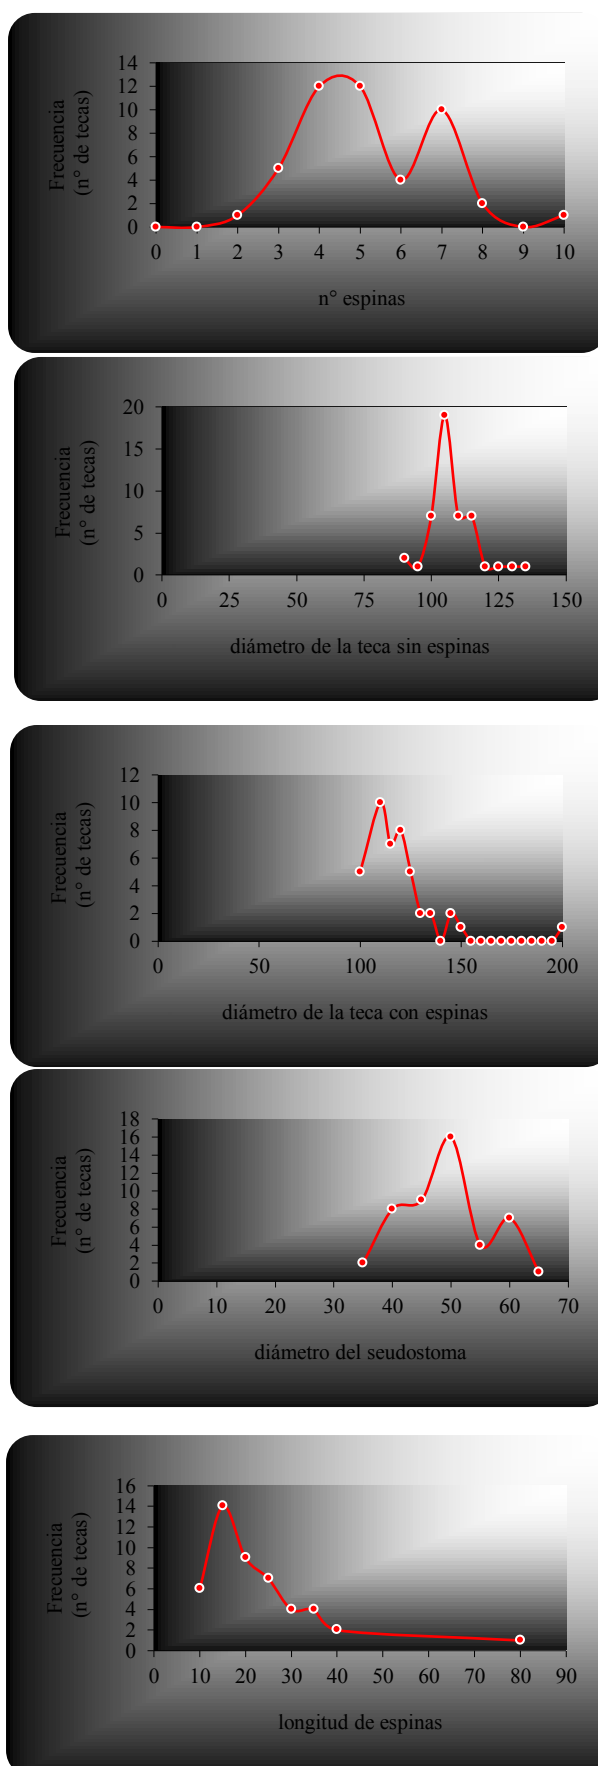 14
12
10
8
6
4
2
0
Frecuencia
(n° de tecas)
0 1 2 3 4 5 6 7 8 9 10
n° espinas
20
15
10
5
0
Frecuencia
(n° de tecas)
0 25 50 75 100 125 150
diámetro de la teca sin espinas
12
10
8
6
4
2
0
Frecuencia
(n° de tecas)
0 50 100 150 200
diámetro de la teca con espinas
18
16
14
12
10
8
6
4
2
0
Frecuencia
(n° de tecas)
0 10 20 30 40 50 60 70
diámetro del seudostoma
16
14
12
10
8
6
4
2
0
Frecuencia
(n° de tecas)
0 10 20 30 40 50 60 70 80 90
longitud de espinas